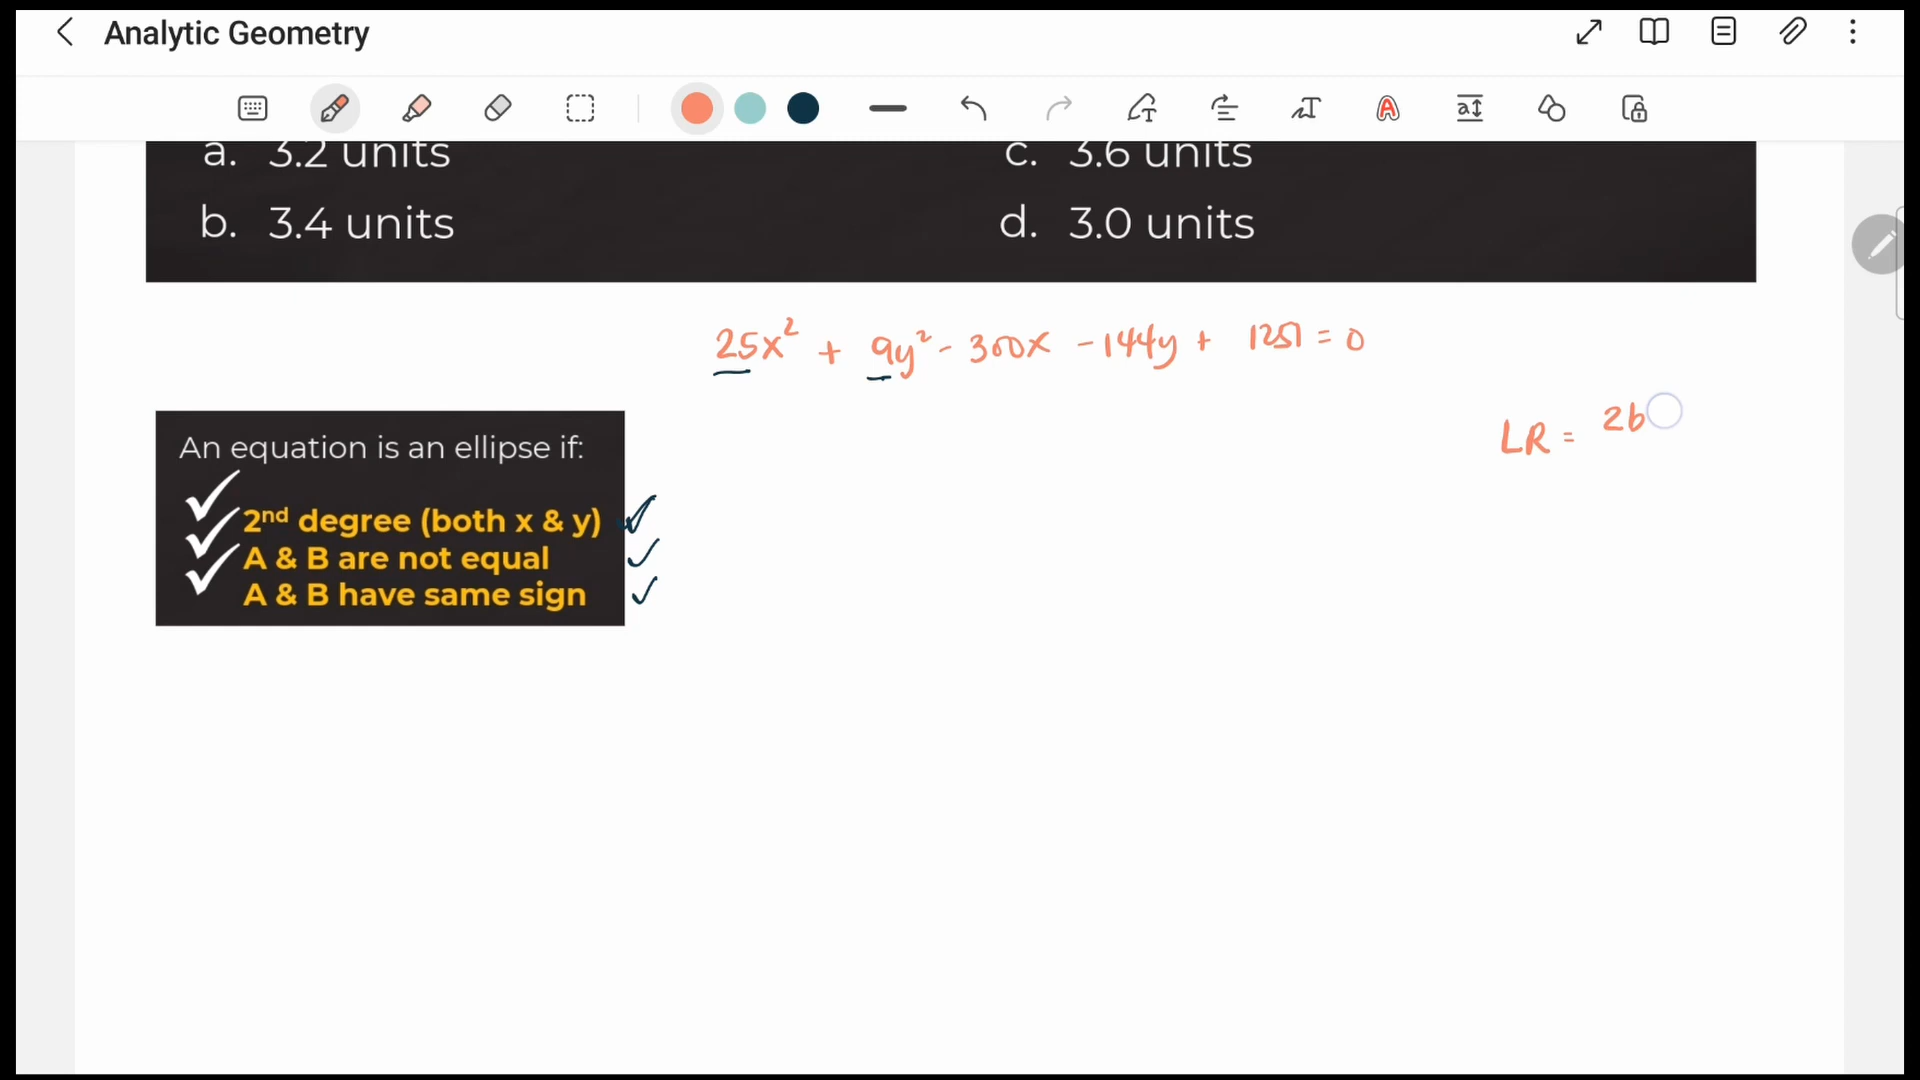 Analytic Geometry
a. 3.2 units c. 3.6 units
b. 3.4 units d. 3.0 units
25x² + 9y² - 300x - 144y + 1251 = 0
LR = 2b
An equation is an ellipse if:
2nd degree (both x & y)
A & B are not equal
A & B have same sign